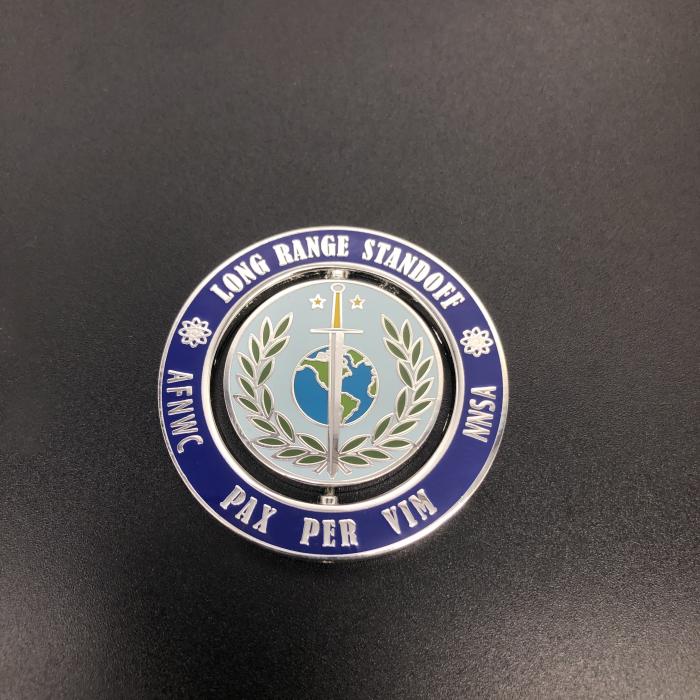 LONG RANGE STANDOFF
AFNWC
NNSA
PAX PER VIM